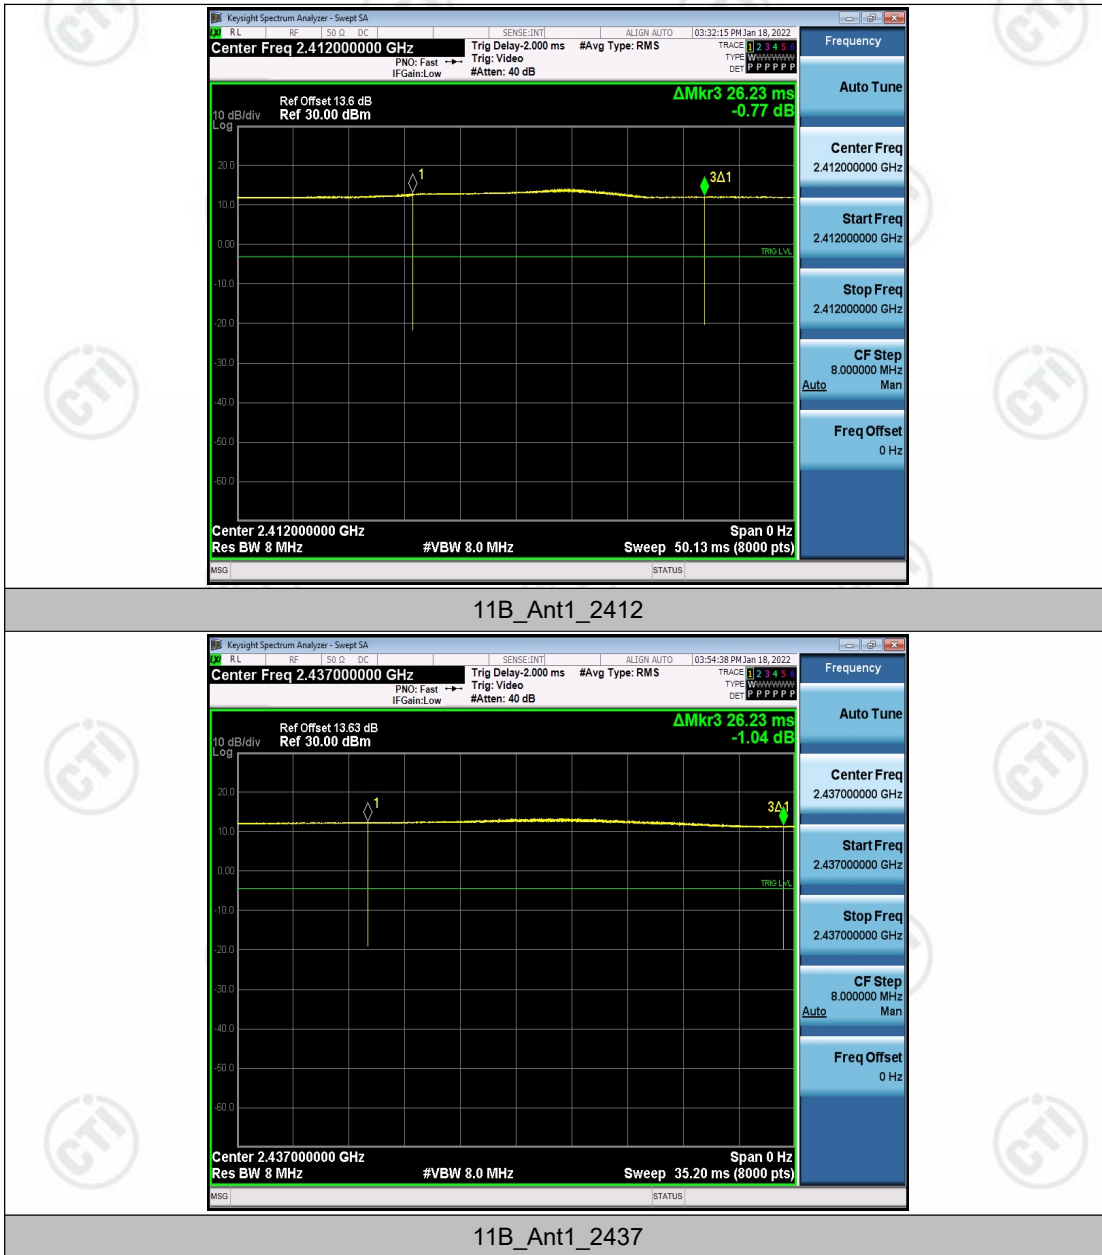 Keysight Spectrum Analyzer - Swept SA
LXI RL RF 50 Ω DC SENSE:INT ALIGN AUTO 03:32:15 PM Jan 18, 2022
Center Freq 2.412000000 GHz
PNO: Fast
IFGain:Low
Trig Delay-2.000 ms
Trig: Video
#Atten: 40 dB
#Avg Type: RMS
TRACE 1 2 3 4 5 6
TYPE WWWWWW
DET P P P P P P
Frequency
Auto Tune
Center Freq
2.412000000 GHz
Start Freq
2.412000000 GHz
Stop Freq
2.412000000 GHz
CF Step
8.000000 MHz
Auto Man
Freq Offset
0 Hz
ΔMkr3 26.23 ms
-0.77 dB
Ref Offset 13.6 dB
10 dB/div Ref 30.00 dBm
Log
20.0
10.0
0.00
-10.0
-20.0
-30.0
-40.0
-50.0
-60.0
1
3Δ1
TRIG LVL
Center 2.412000000 GHz Span 0 Hz
Res BW 8 MHz #VBW 8.0 MHz Sweep 50.13 ms (8000 pts)
MSG STATUS
11B_Ant1_2412
Keysight Spectrum Analyzer - Swept SA
LXI RL RF 50 Ω DC SENSE:INT ALIGN AUTO 03:54:38 PM Jan 18, 2022
Center Freq 2.437000000 GHz
PNO: Fast
IFGain:Low
Trig Delay-2.000 ms
Trig: Video
#Atten: 40 dB
#Avg Type: RMS
TRACE 1 2 3 4 5 6
TYPE WWWWWW
DET P P P P P P
Frequency
Auto Tune
Center Freq
2.437000000 GHz
Start Freq
2.437000000 GHz
Stop Freq
2.437000000 GHz
CF Step
8.000000 MHz
Auto Man
Freq Offset
0 Hz
ΔMkr3 26.23 ms
-1.04 dB
Ref Offset 13.63 dB
10 dB/div Ref 30.00 dBm
Log
20.0
10.0
0.00
-10.0
-20.0
-30.0
-40.0
-50.0
-60.0
1
3Δ1
TRIG LVL
Center 2.437000000 GHz Span 0 Hz
Res BW 8 MHz #VBW 8.0 MHz Sweep 35.20 ms (8000 pts)
MSG STATUS
11B_Ant1_2437
CTI
CTI
CTI
CTI
CTI
CTI